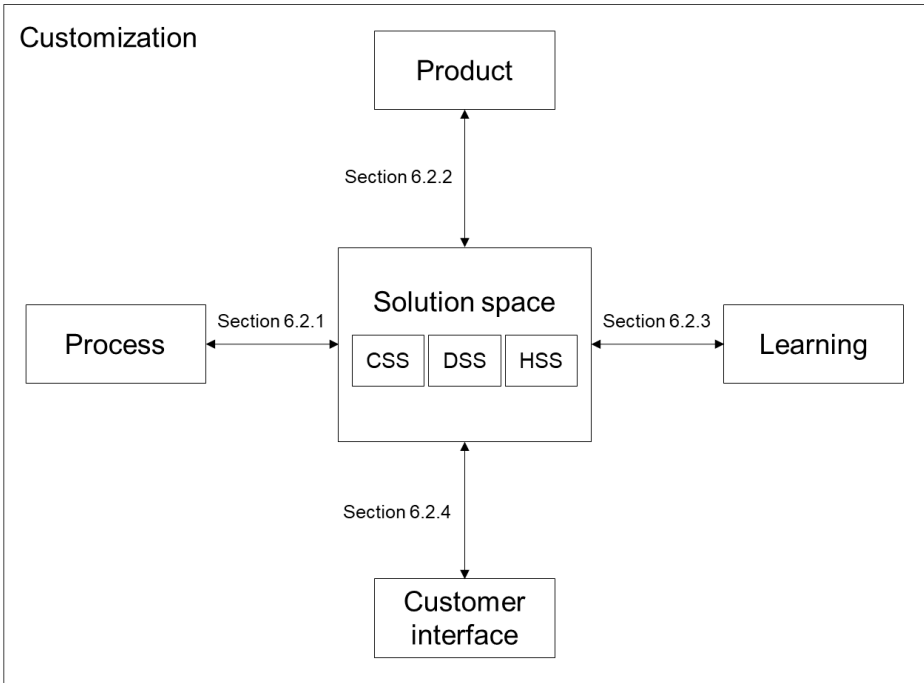 Customization
Product
Section 6.2.2
Solution space
Process
Section 6.2.1
CSS
DSS
HSS
Section 6.2.3
Learning
Section 6.2.4
Customer
interface